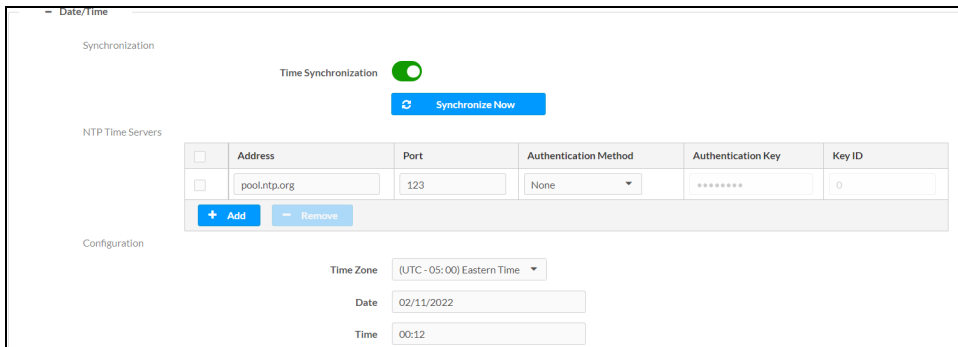 − Date/Time
Synchronization
Time Synchronization
Synchronize Now
NTP Time Servers
Address Port Authentication Method Authentication Key Key ID
pool.ntp.org 123 None •••••••• 0
+ Add − Remove
Configuration
Time Zone (UTC - 05: 00) Eastern Time
Date 02/11/2022
Time 00:12